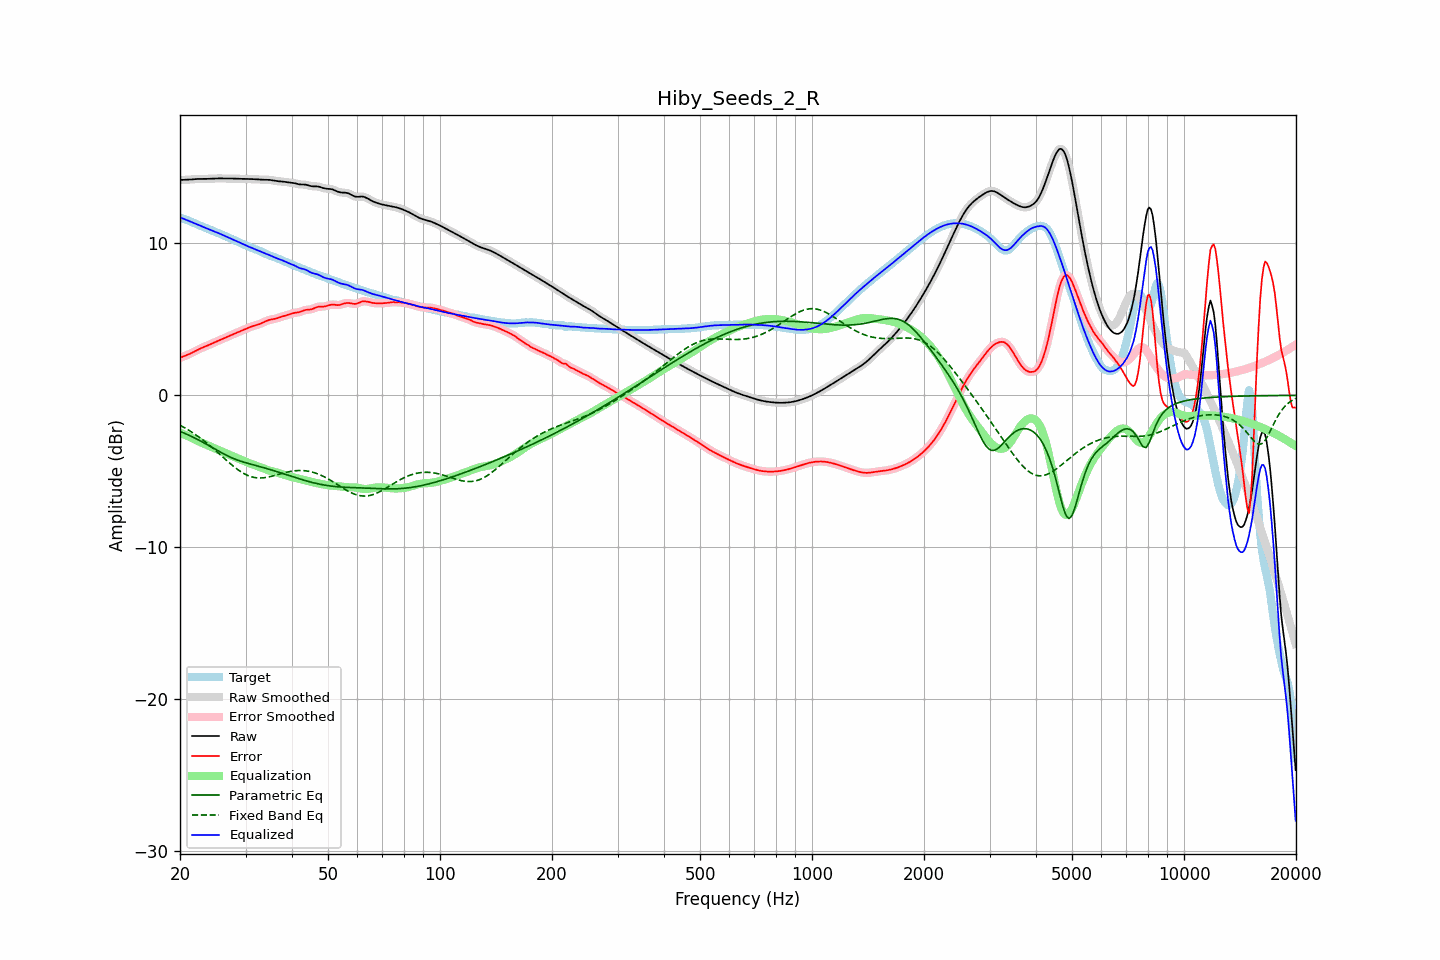 Hiby_Seeds_2_R
Amplitude (dBr)
10
0
−10
−20
−30
Target
Raw Smoothed
Error Smoothed
Raw
Error
Equalization
Parametric Eq
Fixed Band Eq
Equalized
20 50 100 200 500 1000 2000 5000 10000 20000
Frequency (Hz)